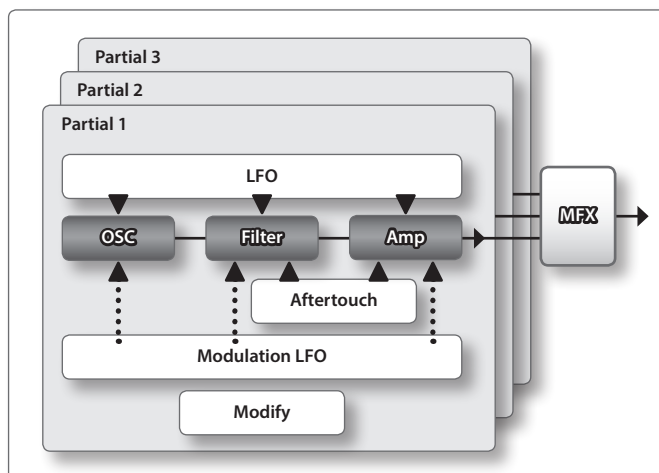 Partial 3
Partial 2
Partial 1
LFO
OSC
Filter
Amp
MFX
Aftertouch
Modulation LFO
Modify